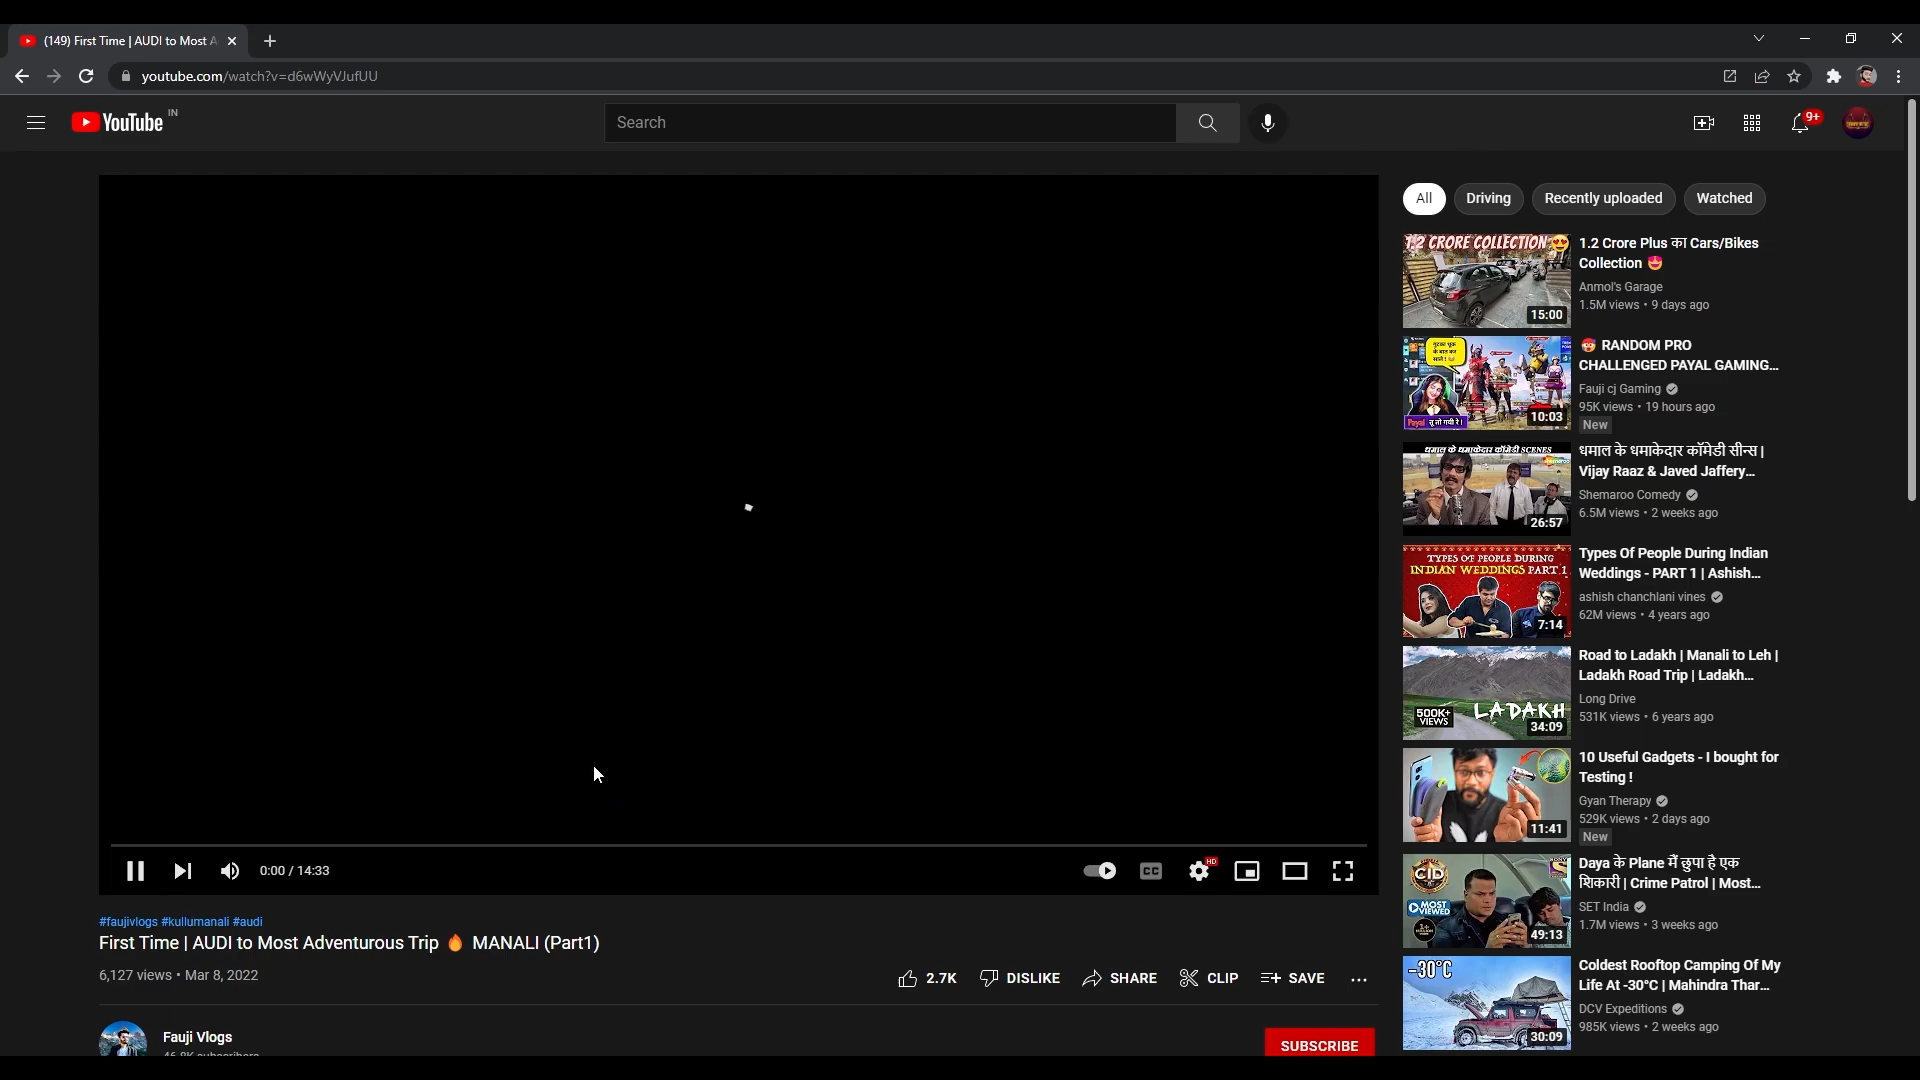 (149) First Time | AUDI to Most A
youtube.com/watch?v=d6wWyVJufUU
YouTube IN
Search
9+
All
Driving
Recently uploaded
Watched
1.2 CRORE COLLECTION
15:00
1.2 Crore Plus का Cars/Bikes
Collection 😍
Anmol's Garage
1.5M views • 9 days ago
Payal तू तो गयी रे !
10:03
🤯 RANDOM PRO
CHALLENGED PAYAL GAMING...
Fauji cj Gaming
95K views • 19 hours ago
New
धमाल के धमाकेदार कॉमेडी SCENES
26:57
धमाल के धमाकेदार कॉमेडी सीन्स |
Vijay Raaz & Javed Jaffery...
Shemaroo Comedy
6.5M views • 2 weeks ago
TYPES OF PEOPLE DURING
INDIAN WEDDINGS PART 1
7:14
Types Of People During Indian
Weddings - PART 1 | Ashish...
ashish chanchlani vines
62M views • 4 years ago
500K+
VIEWS
LADAKH
34:09
Road to Ladakh | Manali to Leh |
Ladakh Road Trip | Ladakh...
Long Drive
531K views • 6 years ago
11:41
10 Useful Gadgets - I bought for
Testing !
Gyan Therapy
529K views • 2 days ago
New
CID
MOST
VIEWED
49:13
Daya के Plane में छुपा है एक
शिकारी | Crime Patrol | Most...
SET India
1.7M views • 3 weeks ago
-30°C
30:09
Coldest Rooftop Camping Of My
Life At -30°C | Mahindra Thar...
DCV Expeditions
985K views • 2 weeks ago
0:00 / 14:33
CC
HD
#faujivlogs #kullumanali #audi
First Time | AUDI to Most Adventurous Trip 🔥 MANALI (Part1)
6,127 views • Mar 8, 2022
2.7K
DISLIKE
SHARE
CLIP
SAVE
Fauji Vlogs
SUBSCRIBE